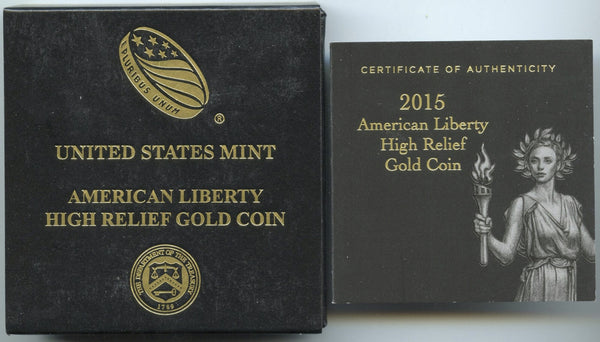 PLURIBUS UNUM
®
UNITED STATES MINT
AMERICAN LIBERTY
HIGH RELIEF GOLD COIN
THE DEPARTMENT OF THE TREASURY
1789
CERTIFICATE OF AUTHENTICITY
2015
American Liberty
High Relief
Gold Coin